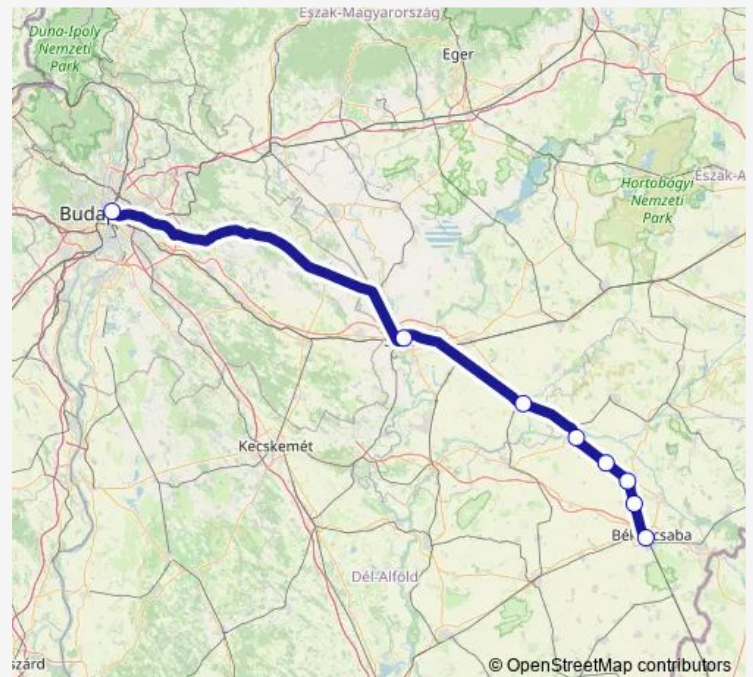 Észak-Magyarország
Duna-Ipoly
Nemzeti
Park
Eger
Észak-A
Hortobágyi
Nemzeti
Park
Buda
Kecskemét
Bék csaba
Dél-Alföld
szárd
© OpenStreetMap contributors